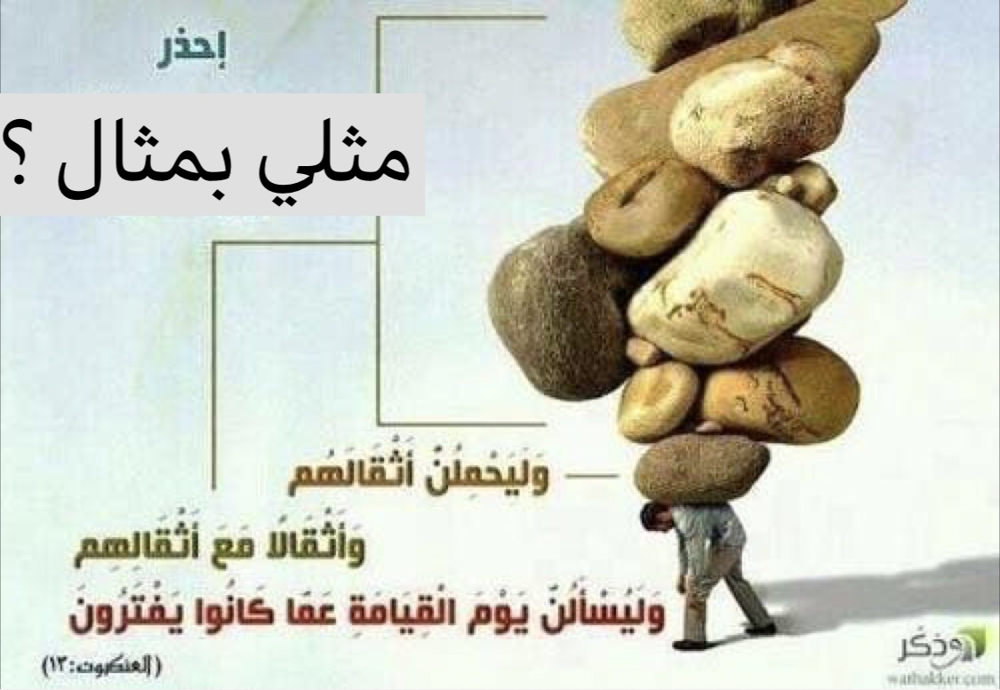 إحذر
مثلي بمثال ؟
وَلَيَحْمِلُنَّ أَثْقَالَهُم
وَأَثْقَالًا مَعَ أَثْقَالِهِم
وَلَيُسْأَلُنَّ يَوْمَ الْقِيَامَةِ عَمَّا كَانُوا يَفْتَرُونَ
(العنكبوت:١٣)
وذكر
wathakker.com